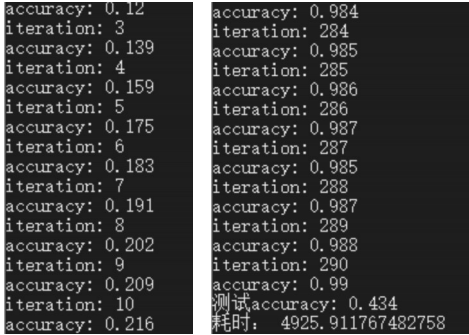 accuracy: 0.12
iteration: 3
accuracy: 0.139
iteration: 4
accuracy: 0.159
iteration: 5
accuracy: 0.175
iteration: 6
accuracy: 0.183
iteration: 7
accuracy: 0.191
iteration: 8
accuracy: 0.202
iteration: 9
accuracy: 0.209
iteration: 10
accuracy: 0.216
accuracy: 0.984
iteration: 284
accuracy: 0.985
iteration: 285
accuracy: 0.986
iteration: 286
accuracy: 0.987
iteration: 287
accuracy: 0.985
iteration: 288
accuracy: 0.987
iteration: 289
accuracy: 0.988
iteration: 290
accuracy: 0.99
测试accuracy: 0.434
耗时： 4925.911767482758